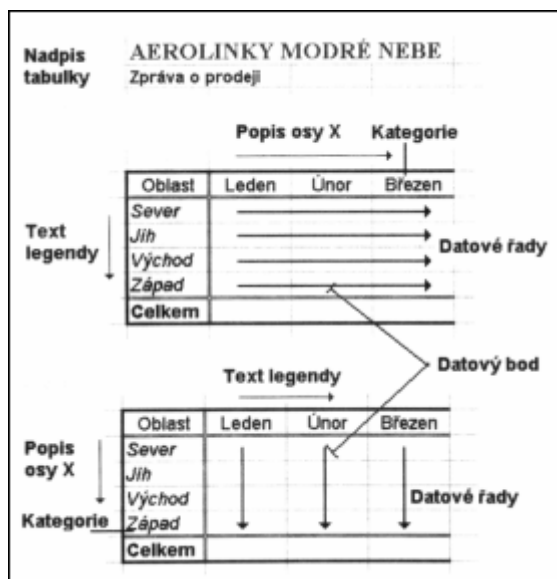 Nadpis tabulky
AEROLINKY MODRÉ NEBE
Zpráva o prodeji
Popis osy X
Kategorie
Oblast Leden Únor Březen
Text legendy
Sever
Jih
Východ
Západ
Celkem
Datové řady
Datový bod
Text legendy
Oblast Leden Únor Březen
Popis osy X
Sever
Jih
Východ
Kategorie Západ
Celkem
Datové řady